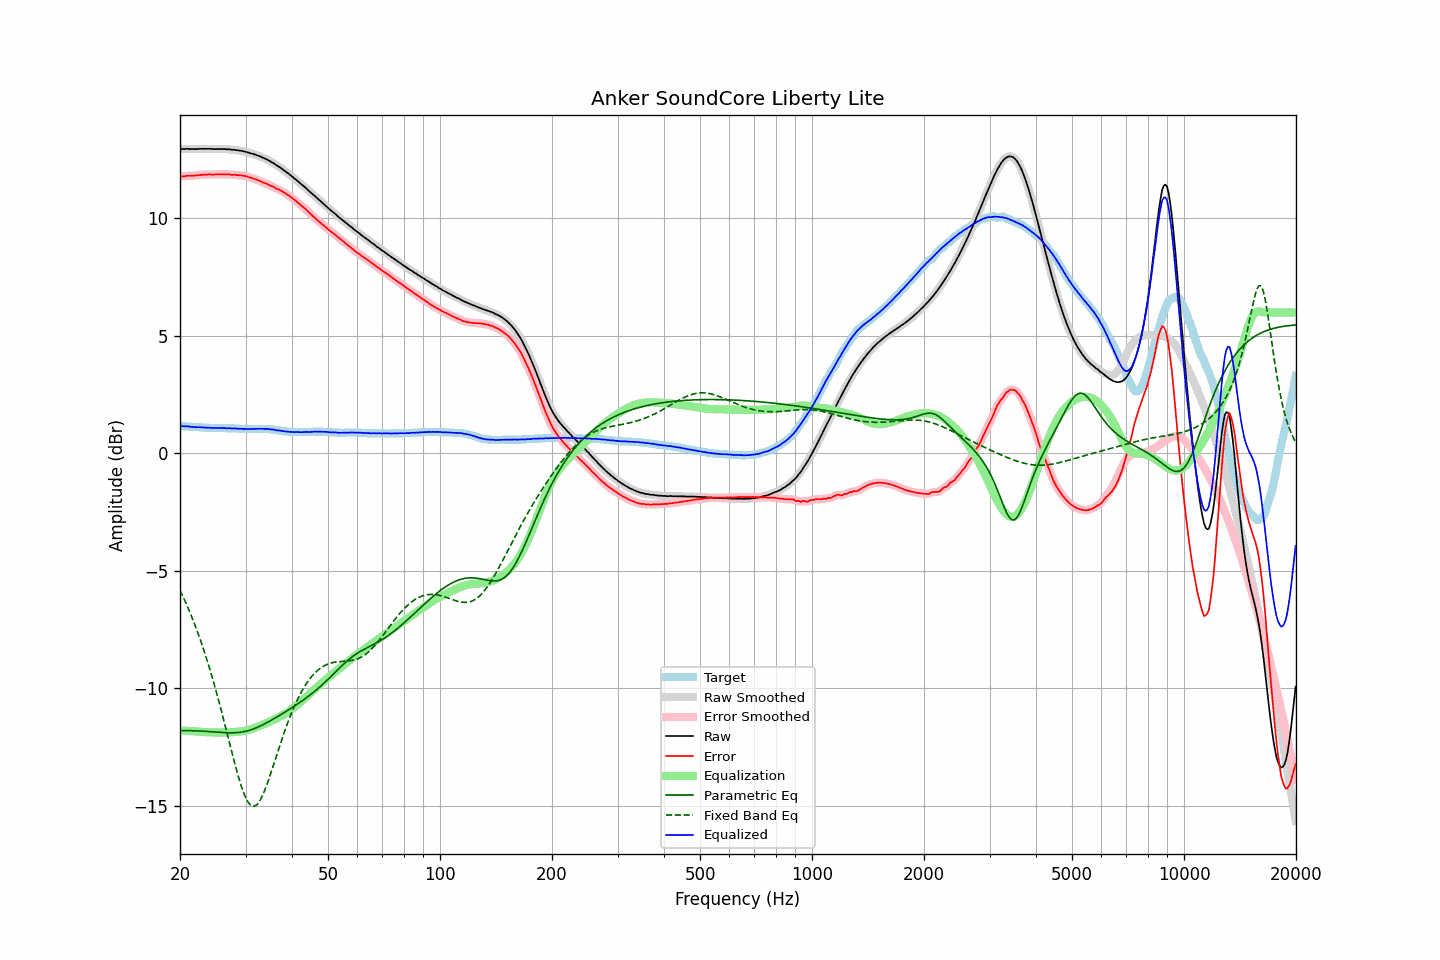 Anker SoundCore Liberty Lite
Amplitude (dBr)
10
5
0
−5
−10
−15
Target
Raw Smoothed
Error Smoothed
Raw
Error
Equalization
Parametric Eq
Fixed Band Eq
Equalized
20 50 100 200 500 1000 2000 5000 10000 20000
Frequency (Hz)